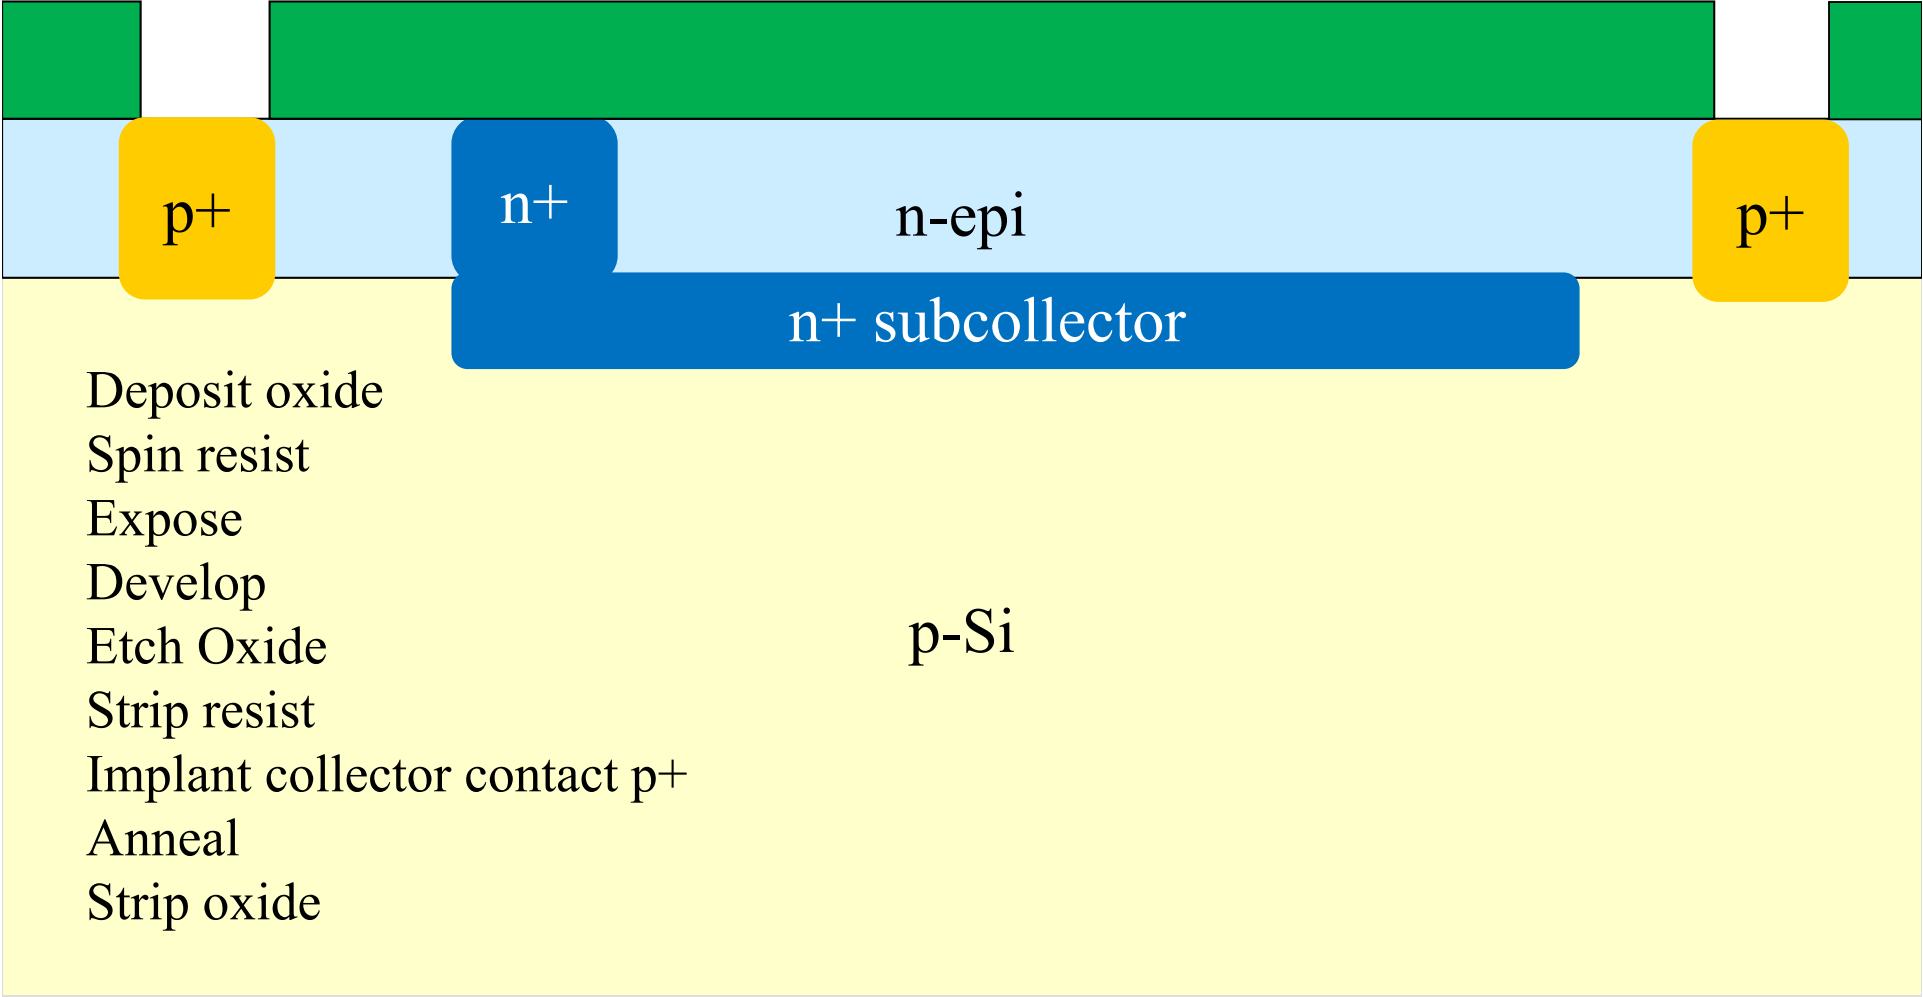 p+
n+
n-epi
p+
n+ subcollector
Deposit oxide
Spin resist
Expose
Develop
Etch Oxide
Strip resist
Implant collector contact p+
Anneal
Strip oxide
p-Si